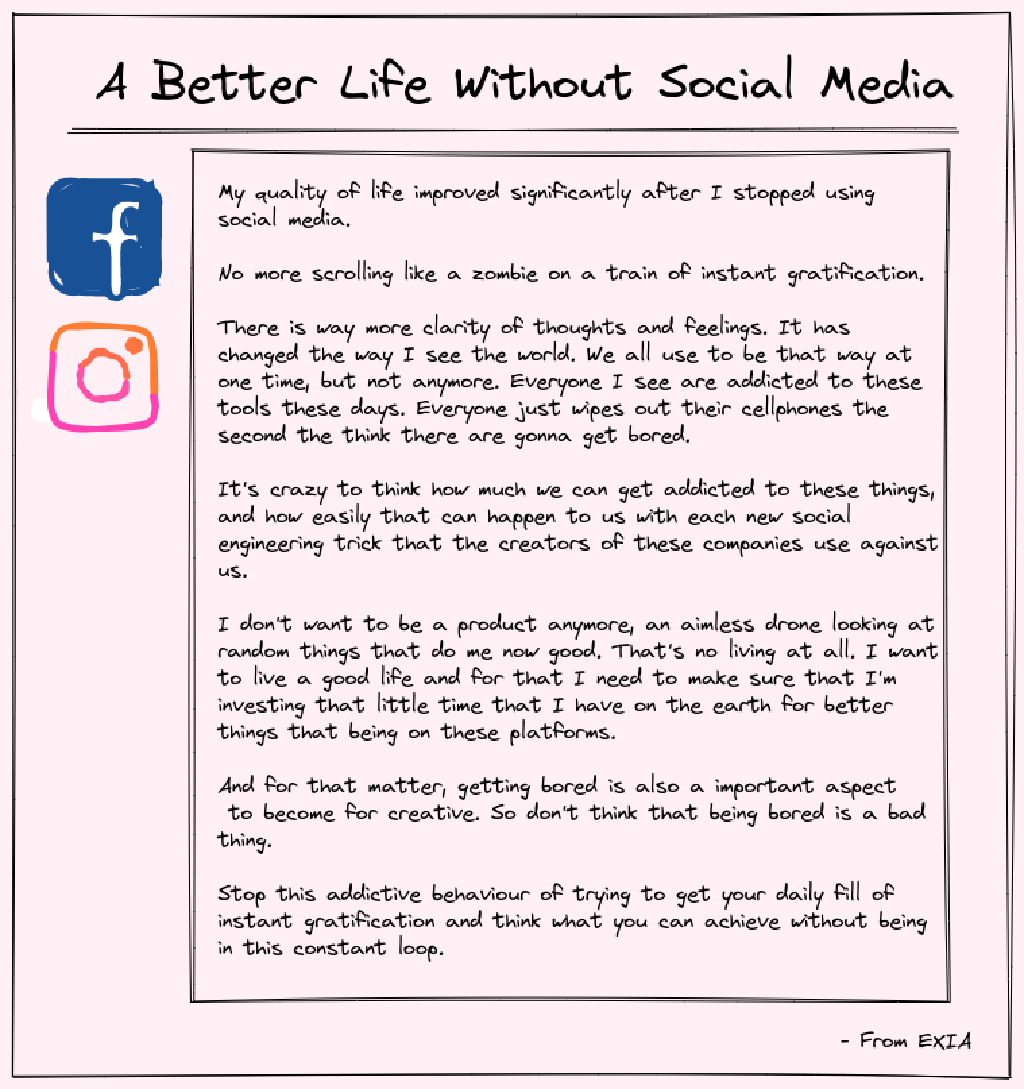 A Better Life Without Social Media
f
My quality of life improved significantly after I stopped using
social media.
No more scrolling like a zombie on a train of instant gratification.
There is way more clarity of thoughts and feelings. It has
changed the way I see the world. We all use to be that way at
one time, but not anymore. Everyone I see are addicted to these
tools these days. Everyone just wipes out their cellphones the
second the think there are gonna get bored.
It's crazy to think how much we can get addicted to these things,
and how easily that can happen to us with each new social
engineering trick that the creators of these companies use against
us.
I don't want to be a product anymore, an aimless drone looking at
random things that do me now good. That's no living at all. I want
to live a good life and for that I need to make sure that I'm
investing that little time that I have on the earth for better
things that being on these platforms.
And for that matter, getting bored is also a important aspect
to become for creative. So don't think that being bored is a bad
thing.
Stop this addictive behaviour of trying to get your daily fill of
instant gratification and think what you can achieve without being
in this constant loop.
- From EXIA